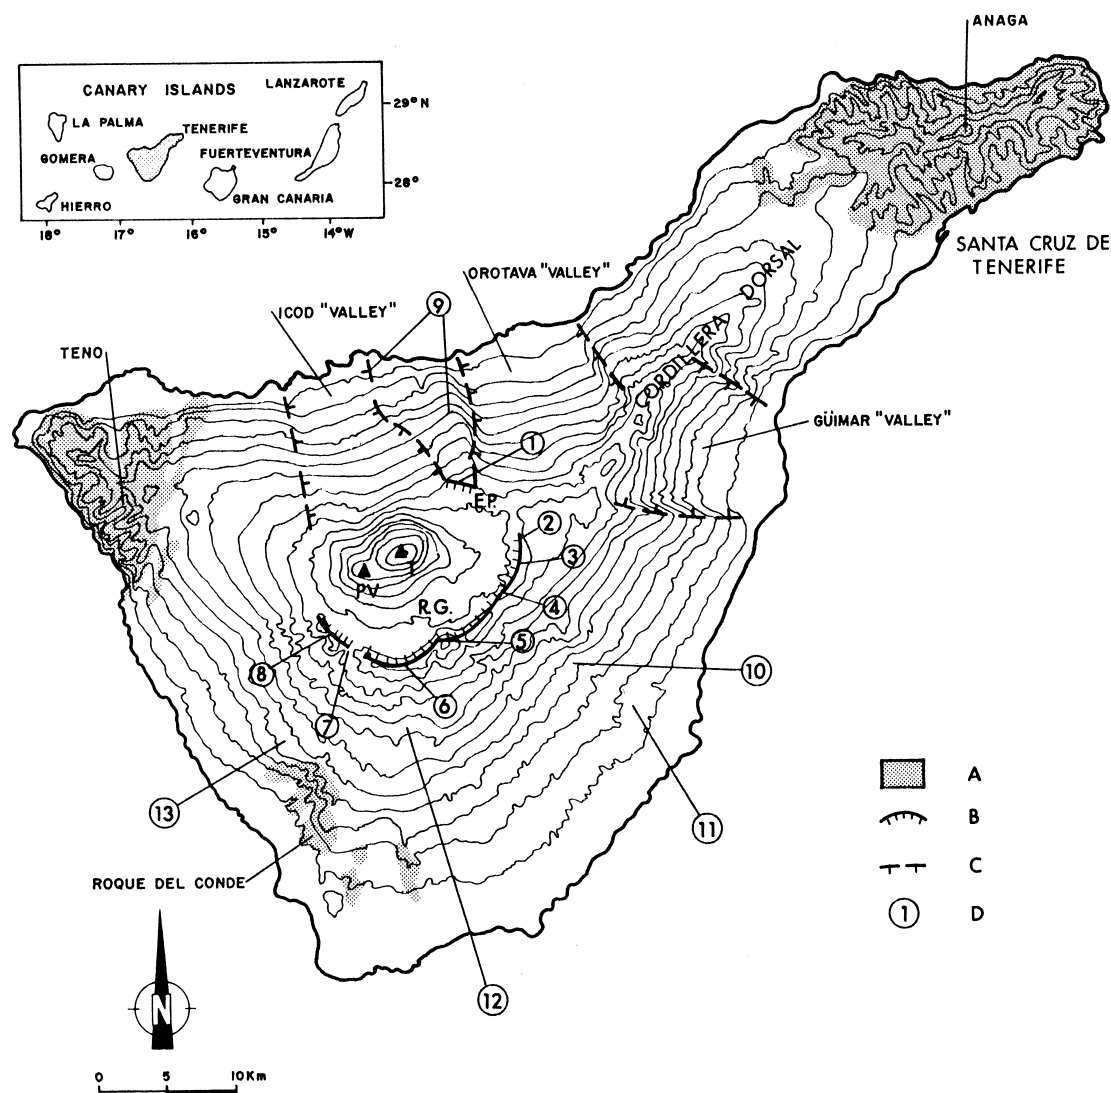 ANAGA
CANARY ISLANDS
LANZAROTE
29° N
LA PALMA
TENERIFE
GOMERA
FUERTEVENTURA
28°
GRAN CANARIA
HIERRO
18° 17° 16° 15° 14°W
SANTA CRUZ DE
TENERIFE
CORDILLERA DORSAL
OROTAVA "VALLEY"
9
ICOD "VALLEY"
TENO
GÜIMAR "VALLEY"
1
E.P.
2
3
T
PV
R.G.
4
5
8
10
6
7
A
13
11
B
C
ROQUE DEL CONDE
1 D
12
N
0 5 10 Km